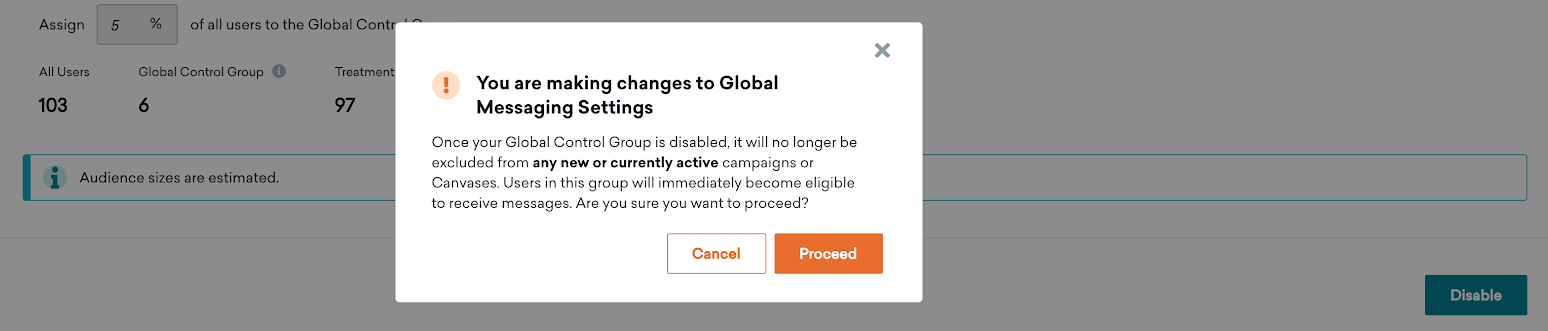 Assign 5 % of all users to the Global Contr
All Users Global Control Group Treatment
103 6 97
Audience sizes are estimated.
You are making changes to Global
Messaging Settings
Once your Global Control Group is disabled, it will no longer be
excluded from any new or currently active campaigns or
Canvases. Users in this group will immediately become eligible
to receive messages. Are you sure you want to proceed?
Cancel Proceed
Disable